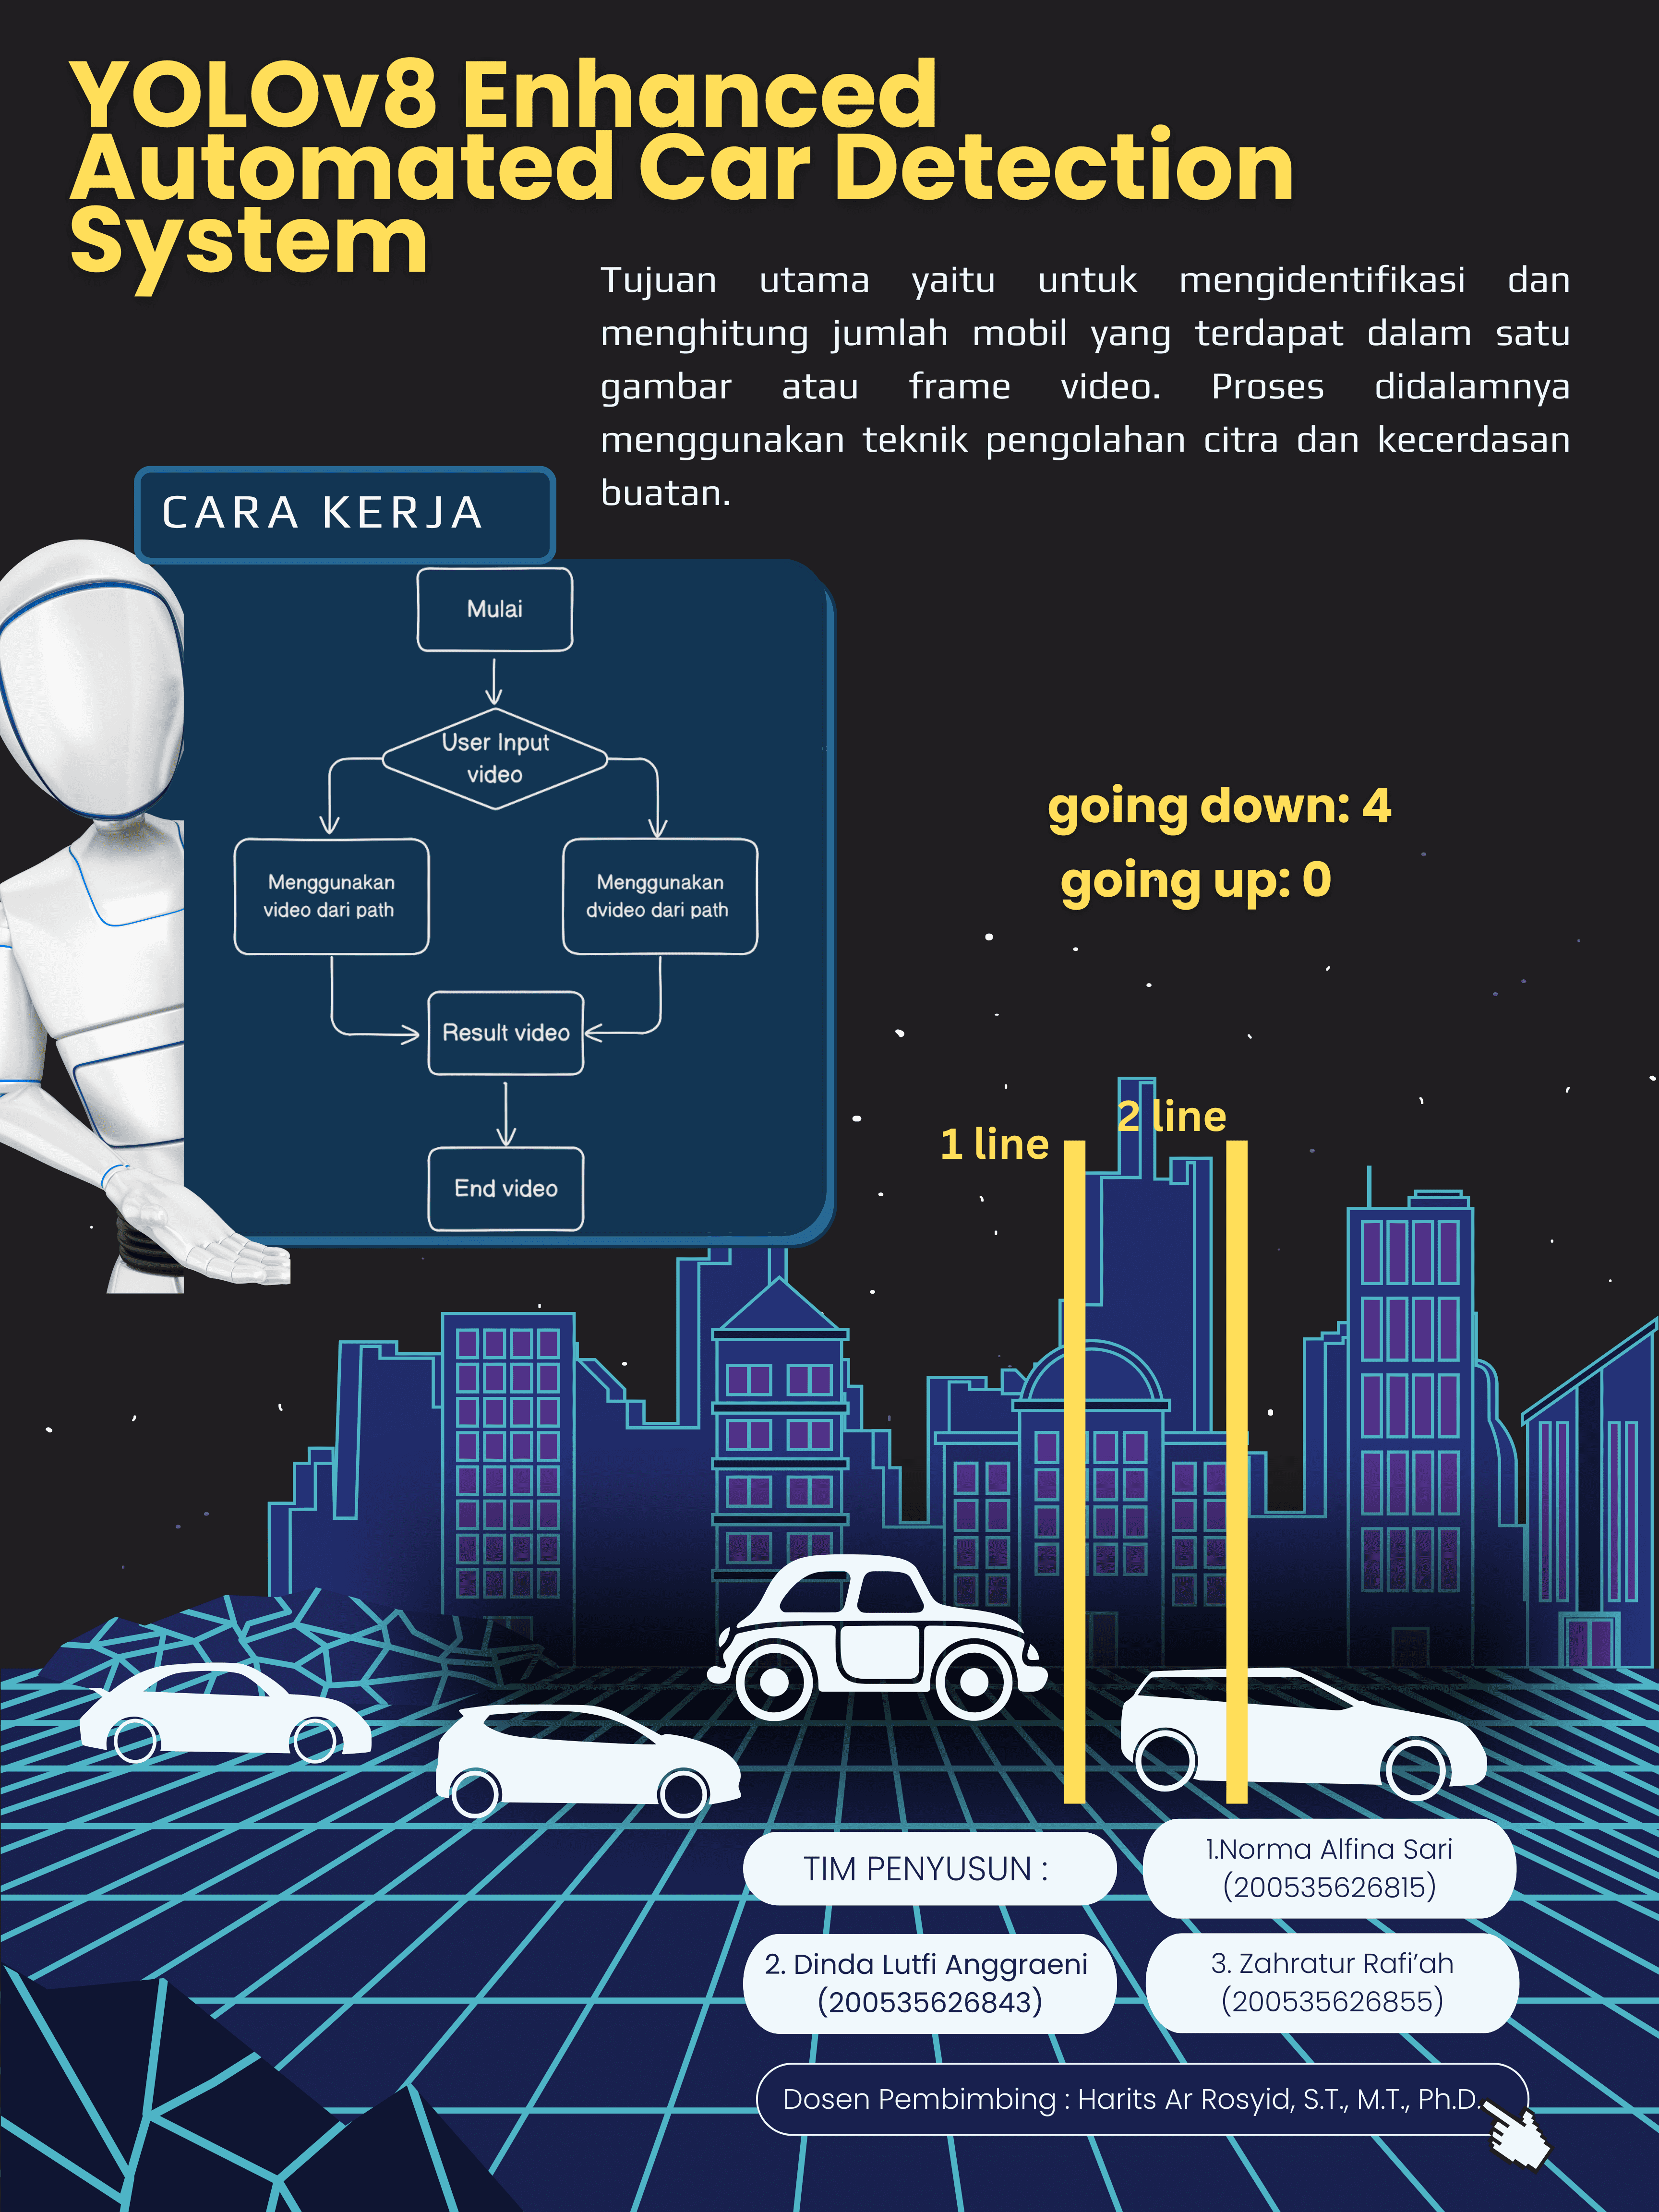 YOLOv8 Enhanced
Automated Car Detection
System
Tujuan utama yaitu untuk mengidentifikasi dan
menghitung jumlah mobil yang terdapat dalam satu
gambar atau frame video. Proses didalamnya
menggunakan teknik pengolahan citra dan kecerdasan
buatan.
CARA KERJA
Mulai
User Input
video
Menggunakan
video dari path
Menggunakan
dvideo dari path
Result video
End video
going down: 4
going up: 0
1 line
2 line
TIM PENYUSUN :
1.Norma Alfina Sari
(200535626815)
2. Dinda Lutfi Anggraeni
(200535626843)
3. Zahratur Rafi’ah
(200535626855)
Dosen Pembimbing : Harits Ar Rosyid, S.T., M.T., Ph.D.